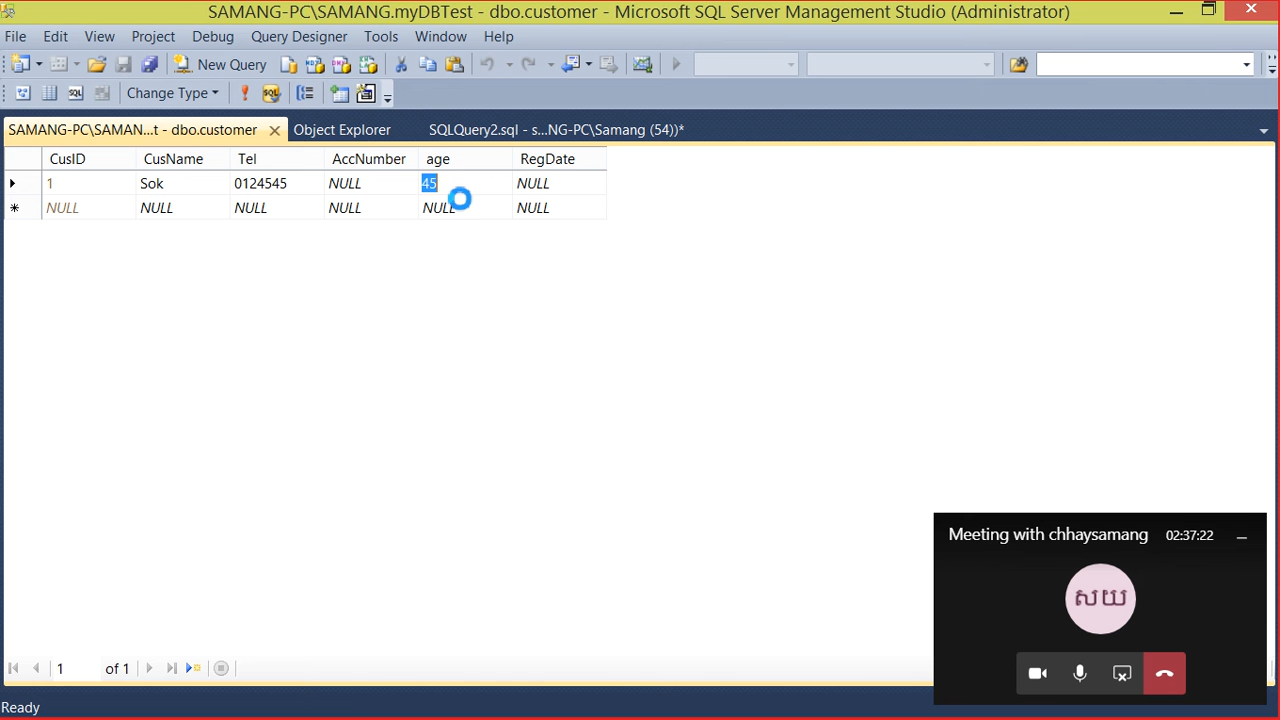 SAMANG-PC\SAMANG.myDBTest - dbo.customer - Microsoft SQL Server Management Studio (Administrator)
File Edit View Project Debug Query Designer Tools Window Help
New Query
Change Type
SAMANG-PC\SAMAN...t - dbo.customer Object Explorer SQLQuery2.sql - s...NG-PC\Samang (54))*
CusID CusName Tel AccNumber age RegDate
1 Sok 0124545 NULL 45 NULL
NULL NULL NULL NULL NULL NULL
Meeting with chhaysamang 02:37:22
សយ
1 of 1
Ready